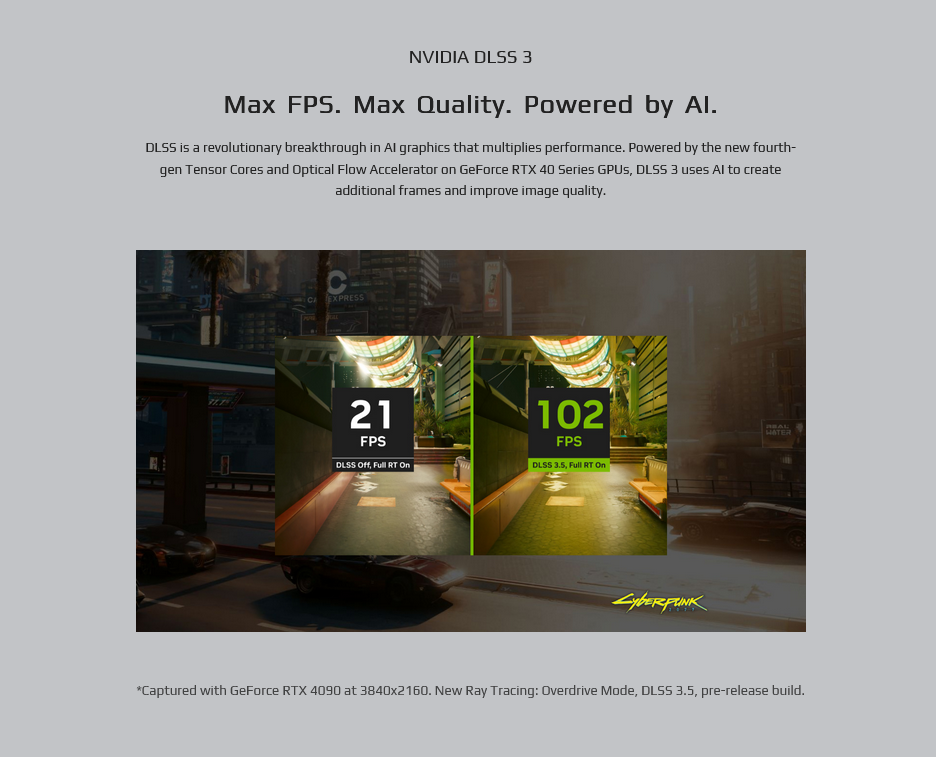 NVIDIA DLSS 3
Max FPS. Max Quality. Powered by AI.
DLSS is a revolutionary breakthrough in AI graphics that multiplies performance. Powered by the new fourth-
gen Tensor Cores and Optical Flow Accelerator on GeForce RTX 40 Series GPUs, DLSS 3 uses AI to create
additional frames and improve image quality.
21
FPS
DLSS Off, Full RT On
102
FPS
DLSS 3.5, Full RT On
REAL
WATER
Cyberpunk
*Captured with GeForce RTX 4090 at 3840x2160. New Ray Tracing: Overdrive Mode, DLSS 3.5, pre-release build.